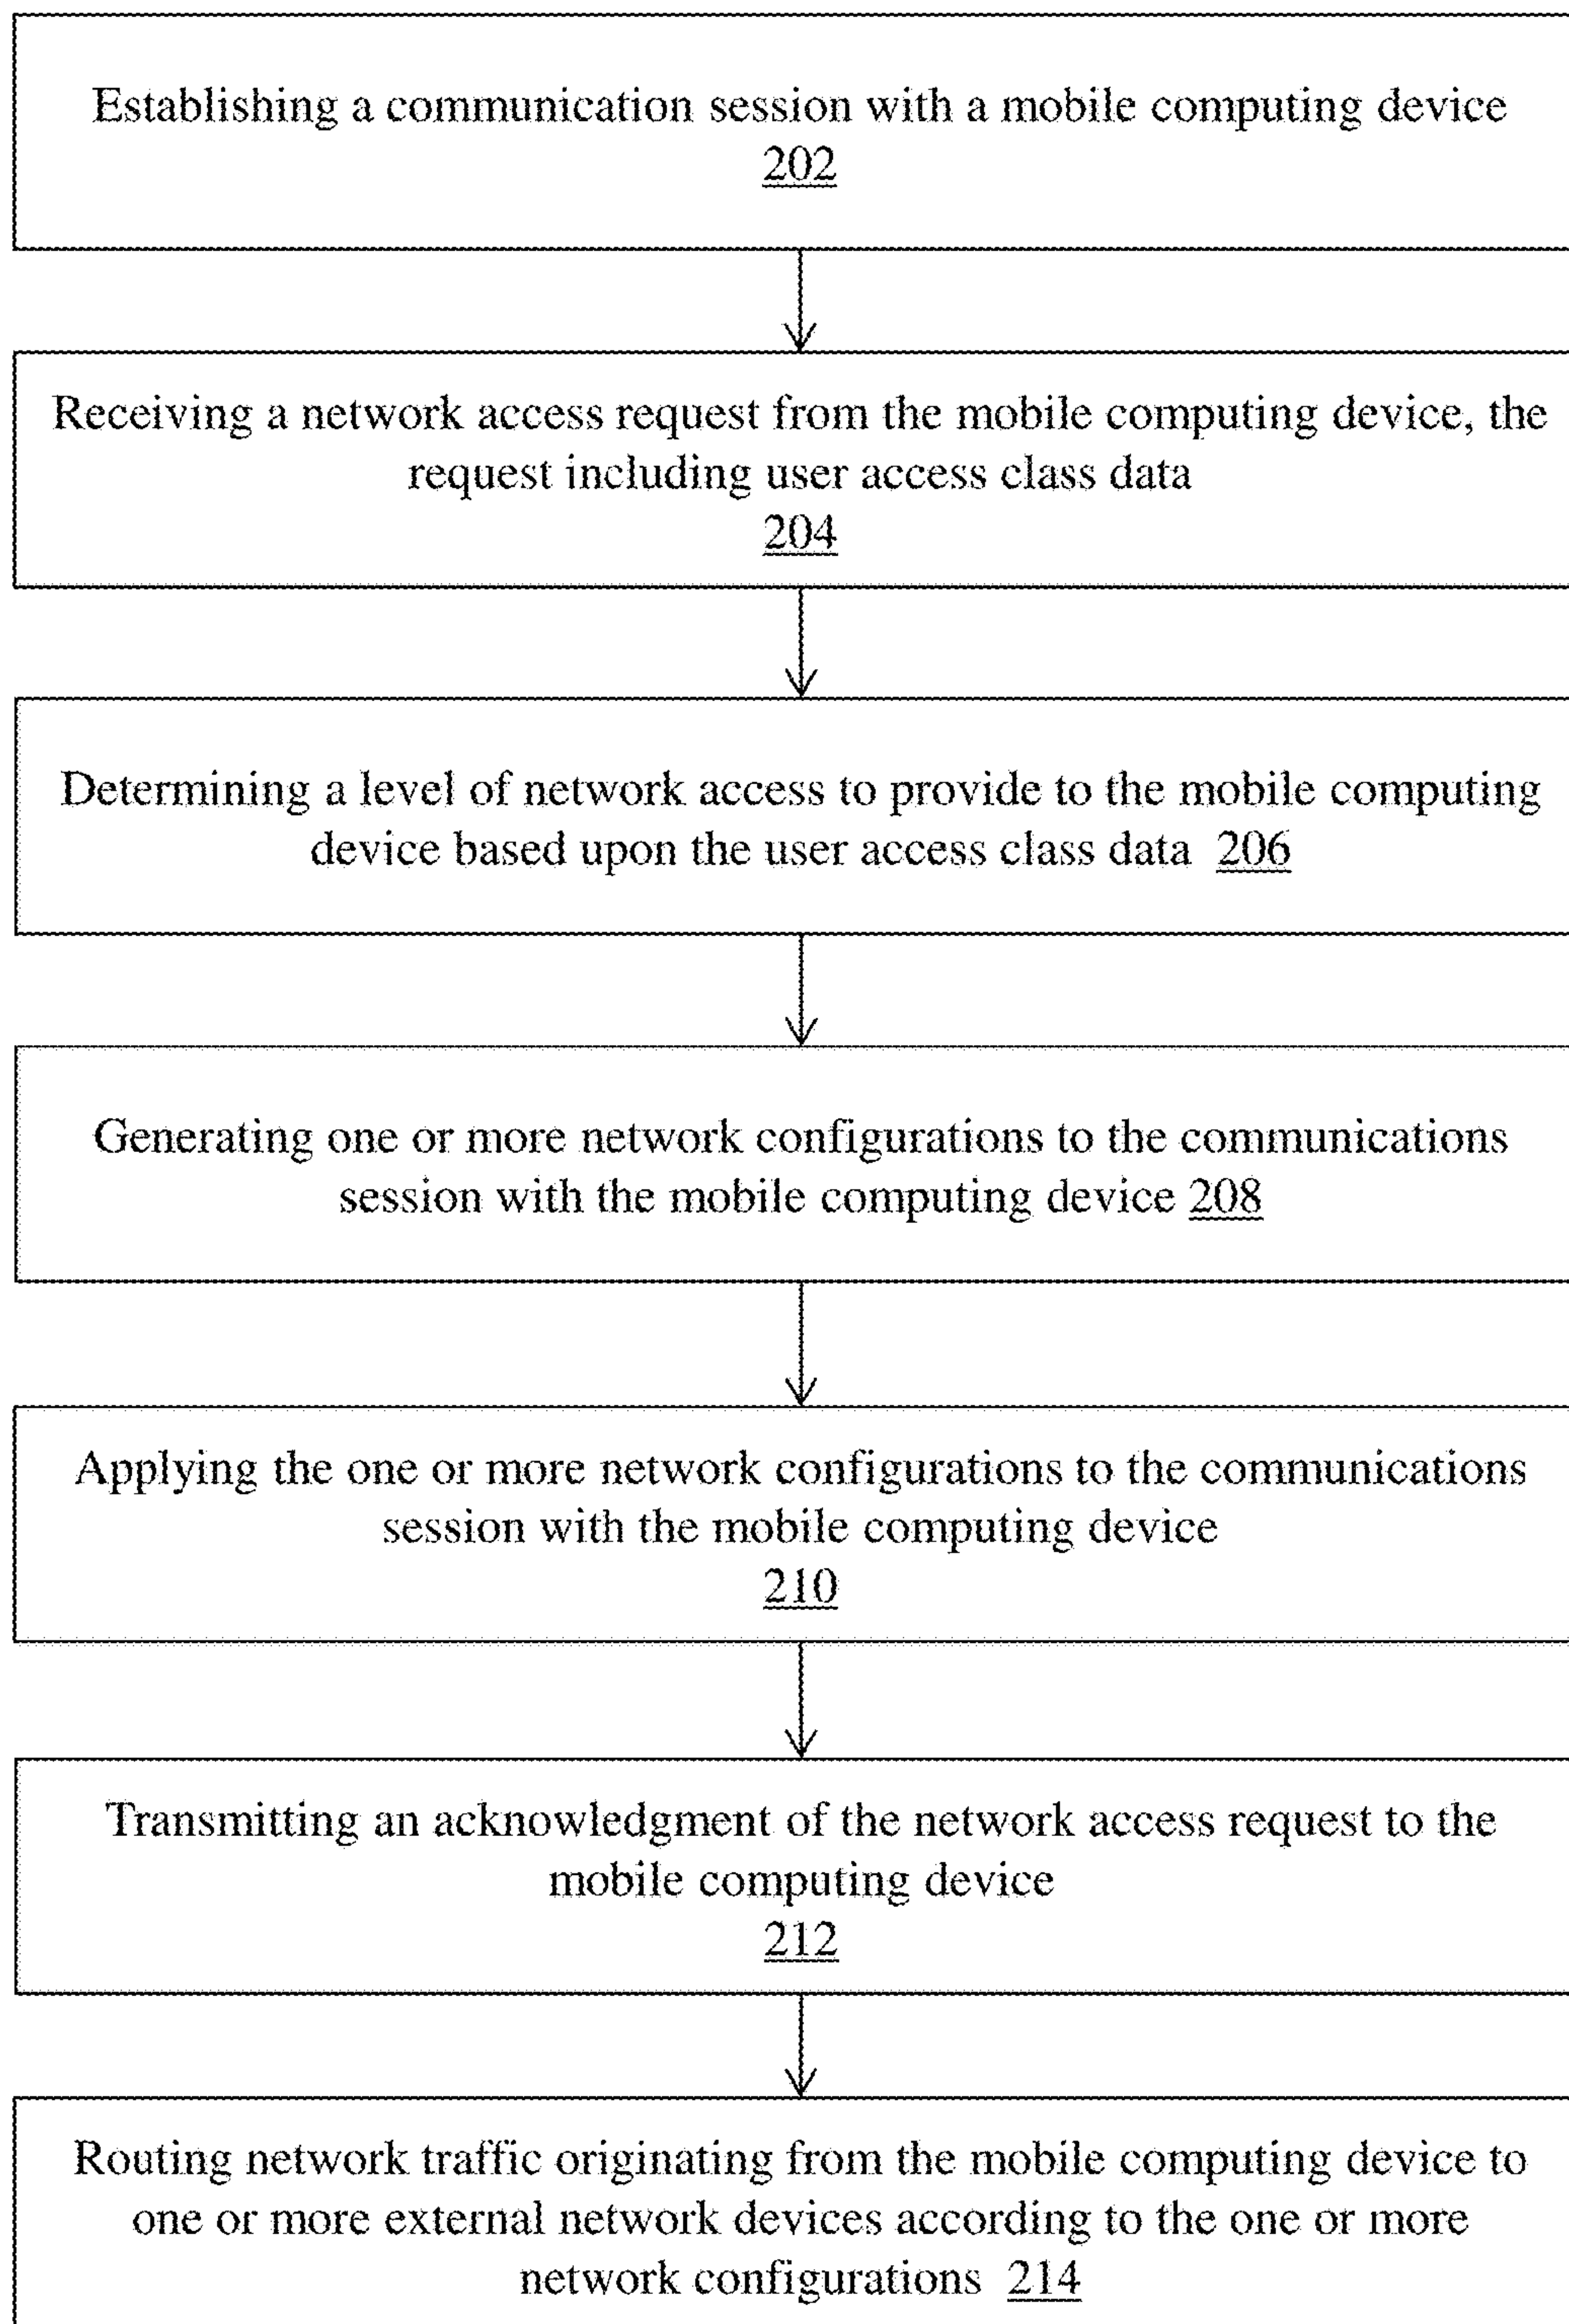 Establishing a communication session with a mobile computing device
202
Receiving a network access request from the mobile computing device, the
request including user access class data
204
Determining a level of network access to provide to the mobile computing
device based upon the user access class data 206
Generating one or more network configurations to the communications
session with the mobile computing device 208
Applying the one or more network configurations to the communications
session with the mobile computing device
210
Transmitting an acknowledgment of the network access request to the
mobile computing device
212
Routing network traffic originating from the mobile computing device to
one or more external network devices according to the one or more
network configurations 214